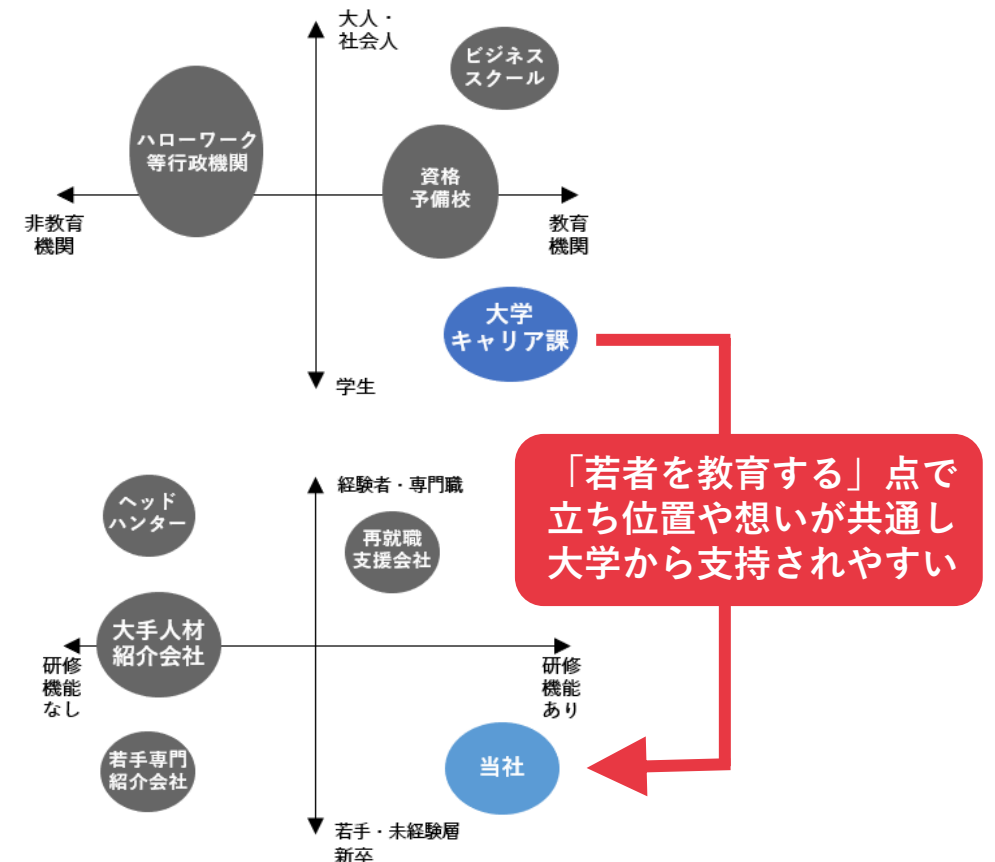 大人・
社会人
ビジネス
スクール
ハローワーク
等行政機関
資格
予備校
非教育
機関
教育
機関
大学
キャリア課
学生
「若者を教育する」点で
立ち位置や想いが共通し
大学から支持されやすい
経験者・専門職
ヘッド
ハンター
再就職
支援会社
大手人材
紹介会社
研修
機能
なし
研修
機能
あり
若手専門
紹介会社
当社
若手・未経験層
新卒